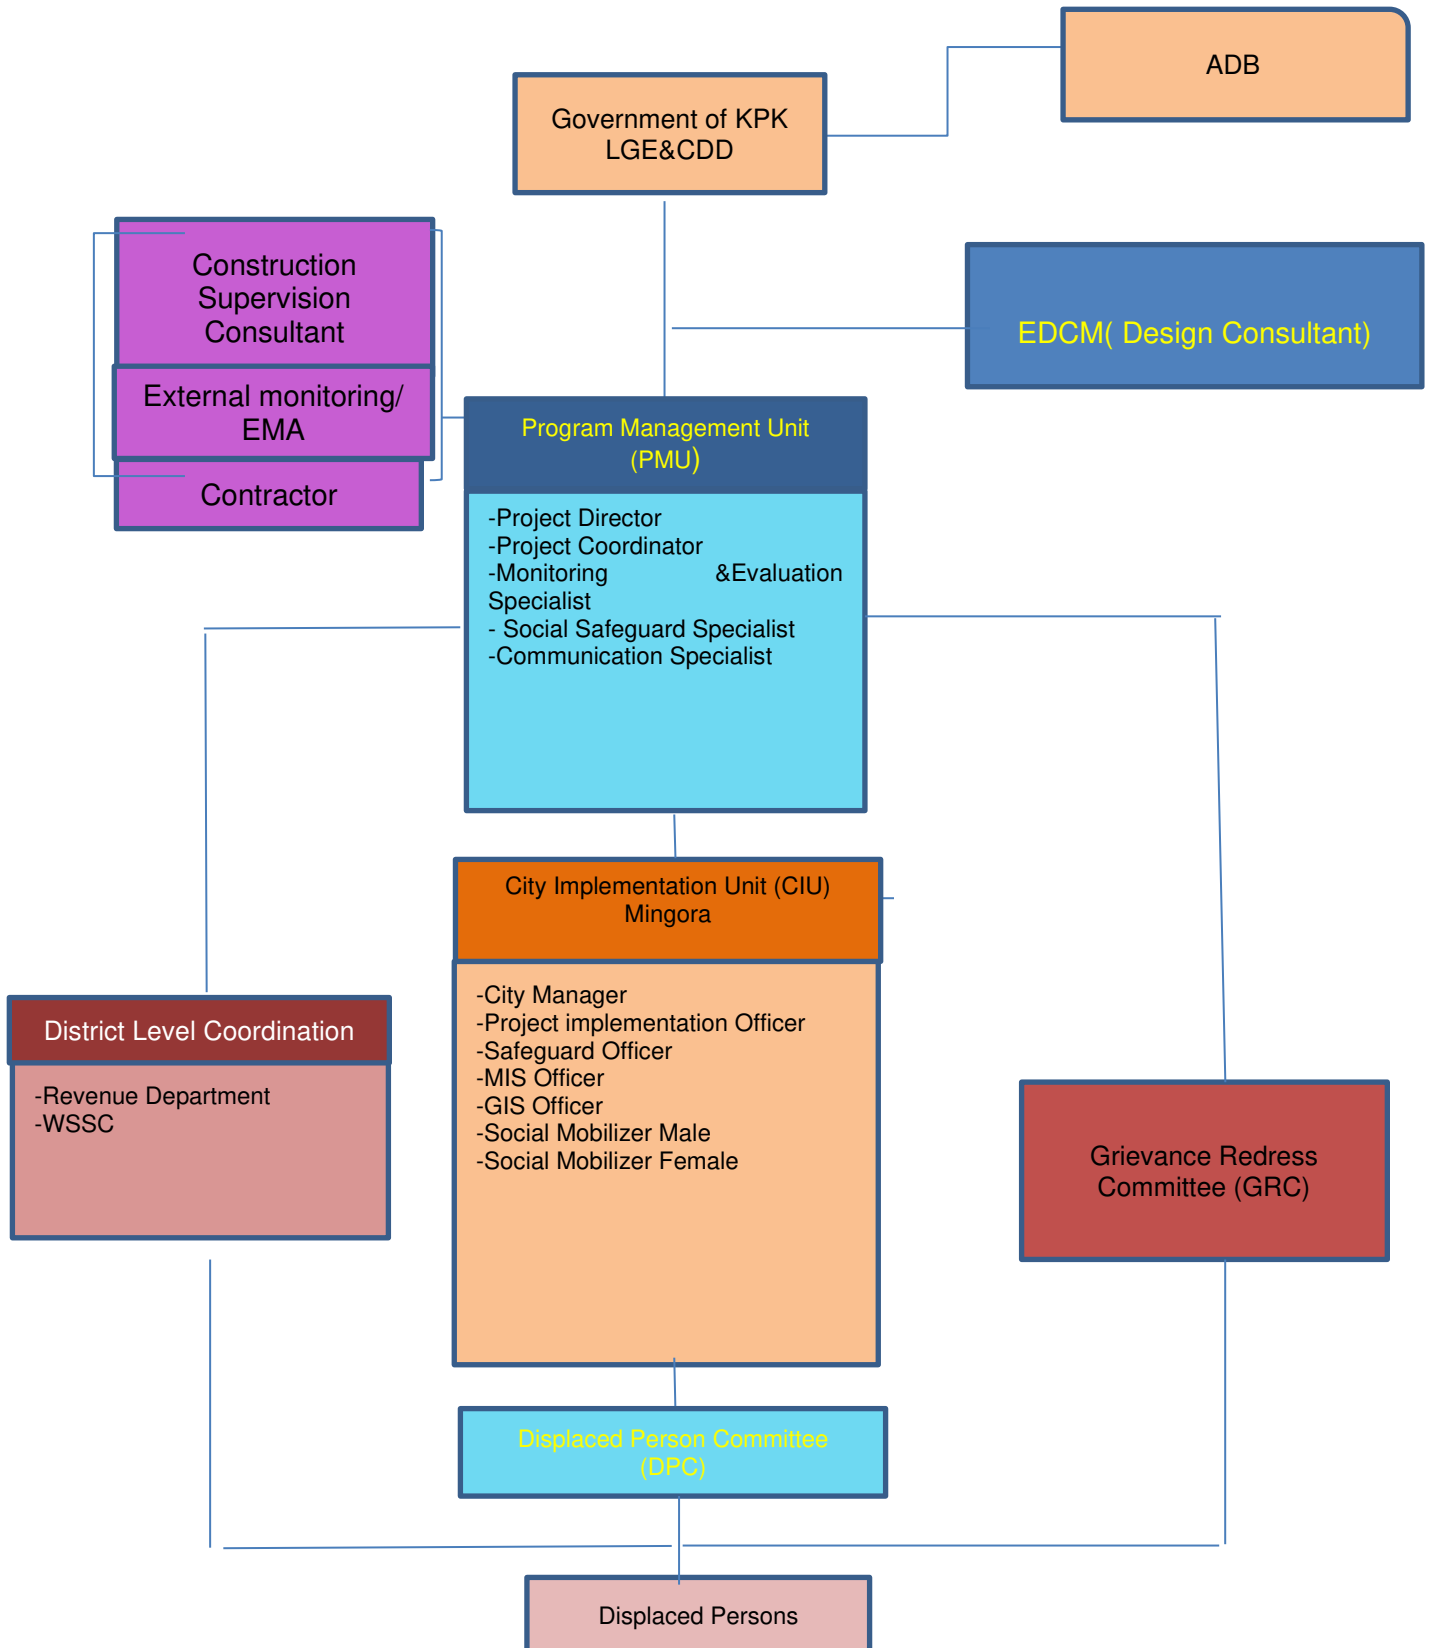 ADB
Government of KPK
LGE&CDD
Construction
Supervision
Consultant
EDCM( Design Consultant)
External monitoring/
EMA
Contractor
Program Management Unit
(PMU)
-Project Director
-Project Coordinator
-Monitoring &Evaluation
Specialist
- Social Safeguard Specialist
-Communication Specialist
City Implementation Unit (CIU)
Mingora
-City Manager
-Project implementation Officer
-Safeguard Officer
-MIS Officer
-GIS Officer
-Social Mobilizer Male
-Social Mobilizer Female
District Level Coordination
-Revenue Department
-WSSC
Grievance Redress
Committee (GRC)
Displaced Person Committee
(DPC)
Displaced Persons